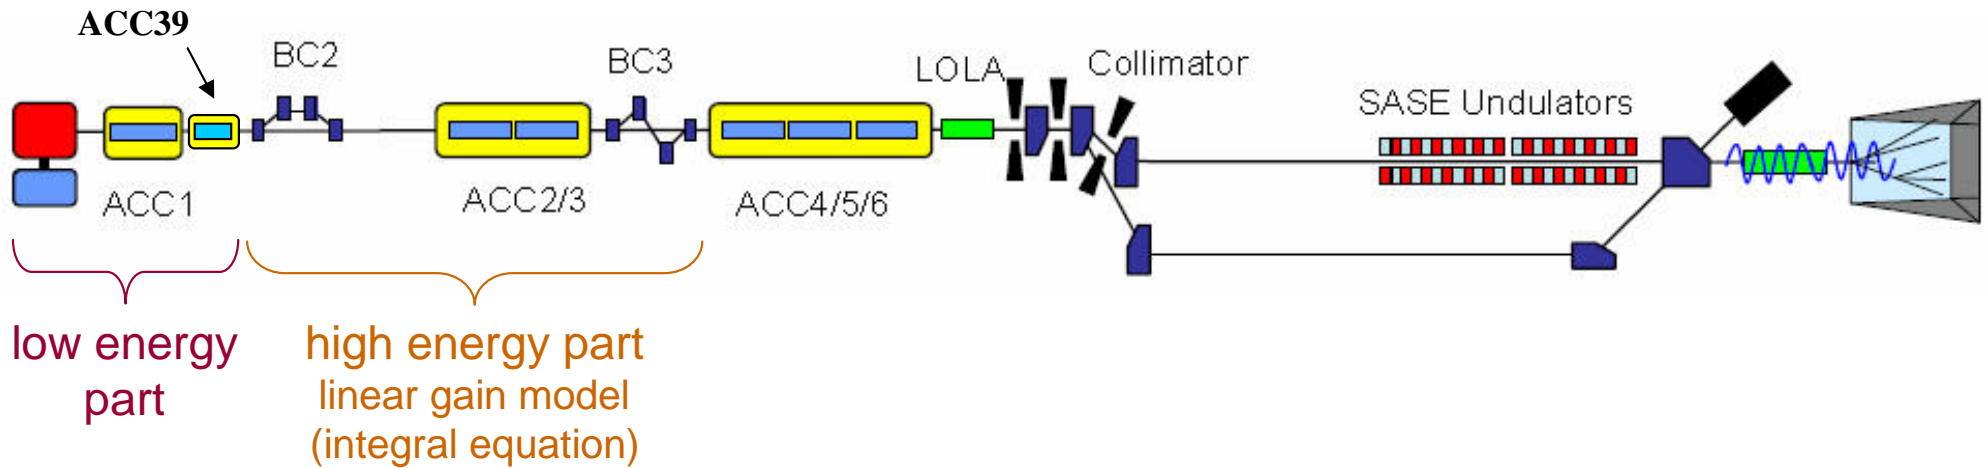 ACC39
BC2
BC3
LOLA
Collimator
SASE Undulators
ACC1
ACC2/3
ACC4/5/6
low energy
part
high energy part
linear gain model
(integral equation)